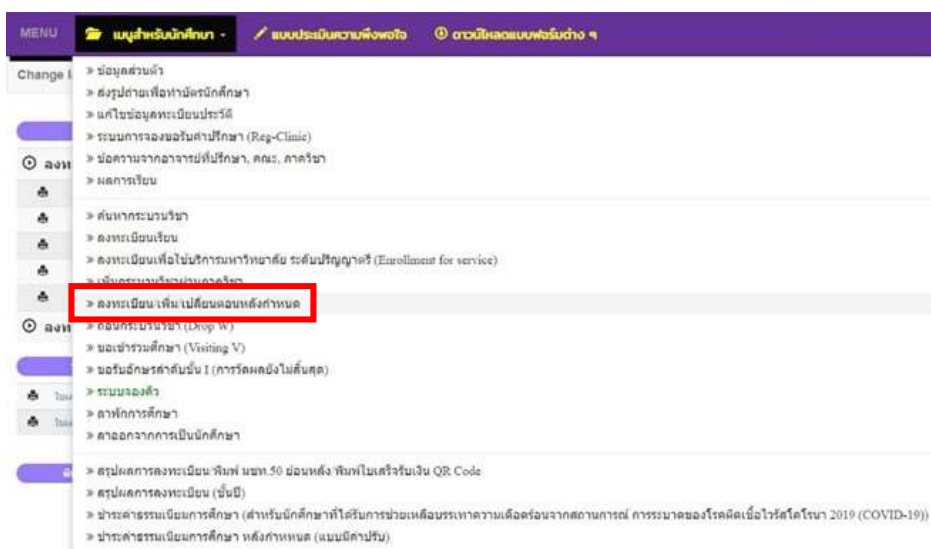 MENU เมนูสำหรับนักศึกษา แบบประเมินความพึงพอใจ ดาวน์โหลดแบบฟอร์มต่าง ๆ
Change l
» ข้อมูลส่วนตัว
» ส่งรูปถ่ายเพื่อทำบัตรนักศึกษา
» แก้ไขข้อมูลทะเบียนประวัติ
» ระบบการจองขอรับคำปรึกษา (Reg-Clinic)
» ข้อความจากอาจารย์ที่ปรึกษา, คณะ, ภาควิชา
ลงท
» ผลการเรียน
» ค้นหากระบวนวิชา
» ลงทะเบียนเรียน
» ลงทะเบียนเพื่อใช้บริการมหาวิทยาลัย ระดับปริญญาตรี (Enrollment for service)
» เพิ่มกระบวนวิชาผ่านภาควิชา
» ลงทะเบียน/เพิ่ม/เปลี่ยนตอนหลังกำหนด
ลงท
» ถอนกระบวนวิชา (Drop W)
» ขอเข้าร่วมศึกษา (Visiting V)
» ขอรับอักษรลำดับขั้น I (การวัดผลยังไม่สิ้นสุด)
» ระบบจองตัว
» ลาพักการศึกษา
» ลาออกจากการเป็นนักศึกษา
» สรุปผลการลงทะเบียน/พิมพ์ มชท.50 ย้อนหลัง/พิมพ์ใบเสร็จรับเงิน QR Code
» สรุปผลการลงทะเบียน (ชั้นปี)
» ชำระค่าธรรมเนียมการศึกษา (สำหรับนักศึกษาที่ได้รับการช่วยเหลือบรรเทาความเดือดร้อนจากสถานการณ์ การระบาดของโรคติดเชื้อไวรัสโคโรนา 2019 (COVID-19))
» ชำระค่าธรรมเนียมการศึกษา หลังกำหนด (แบบมีค่าปรับ)